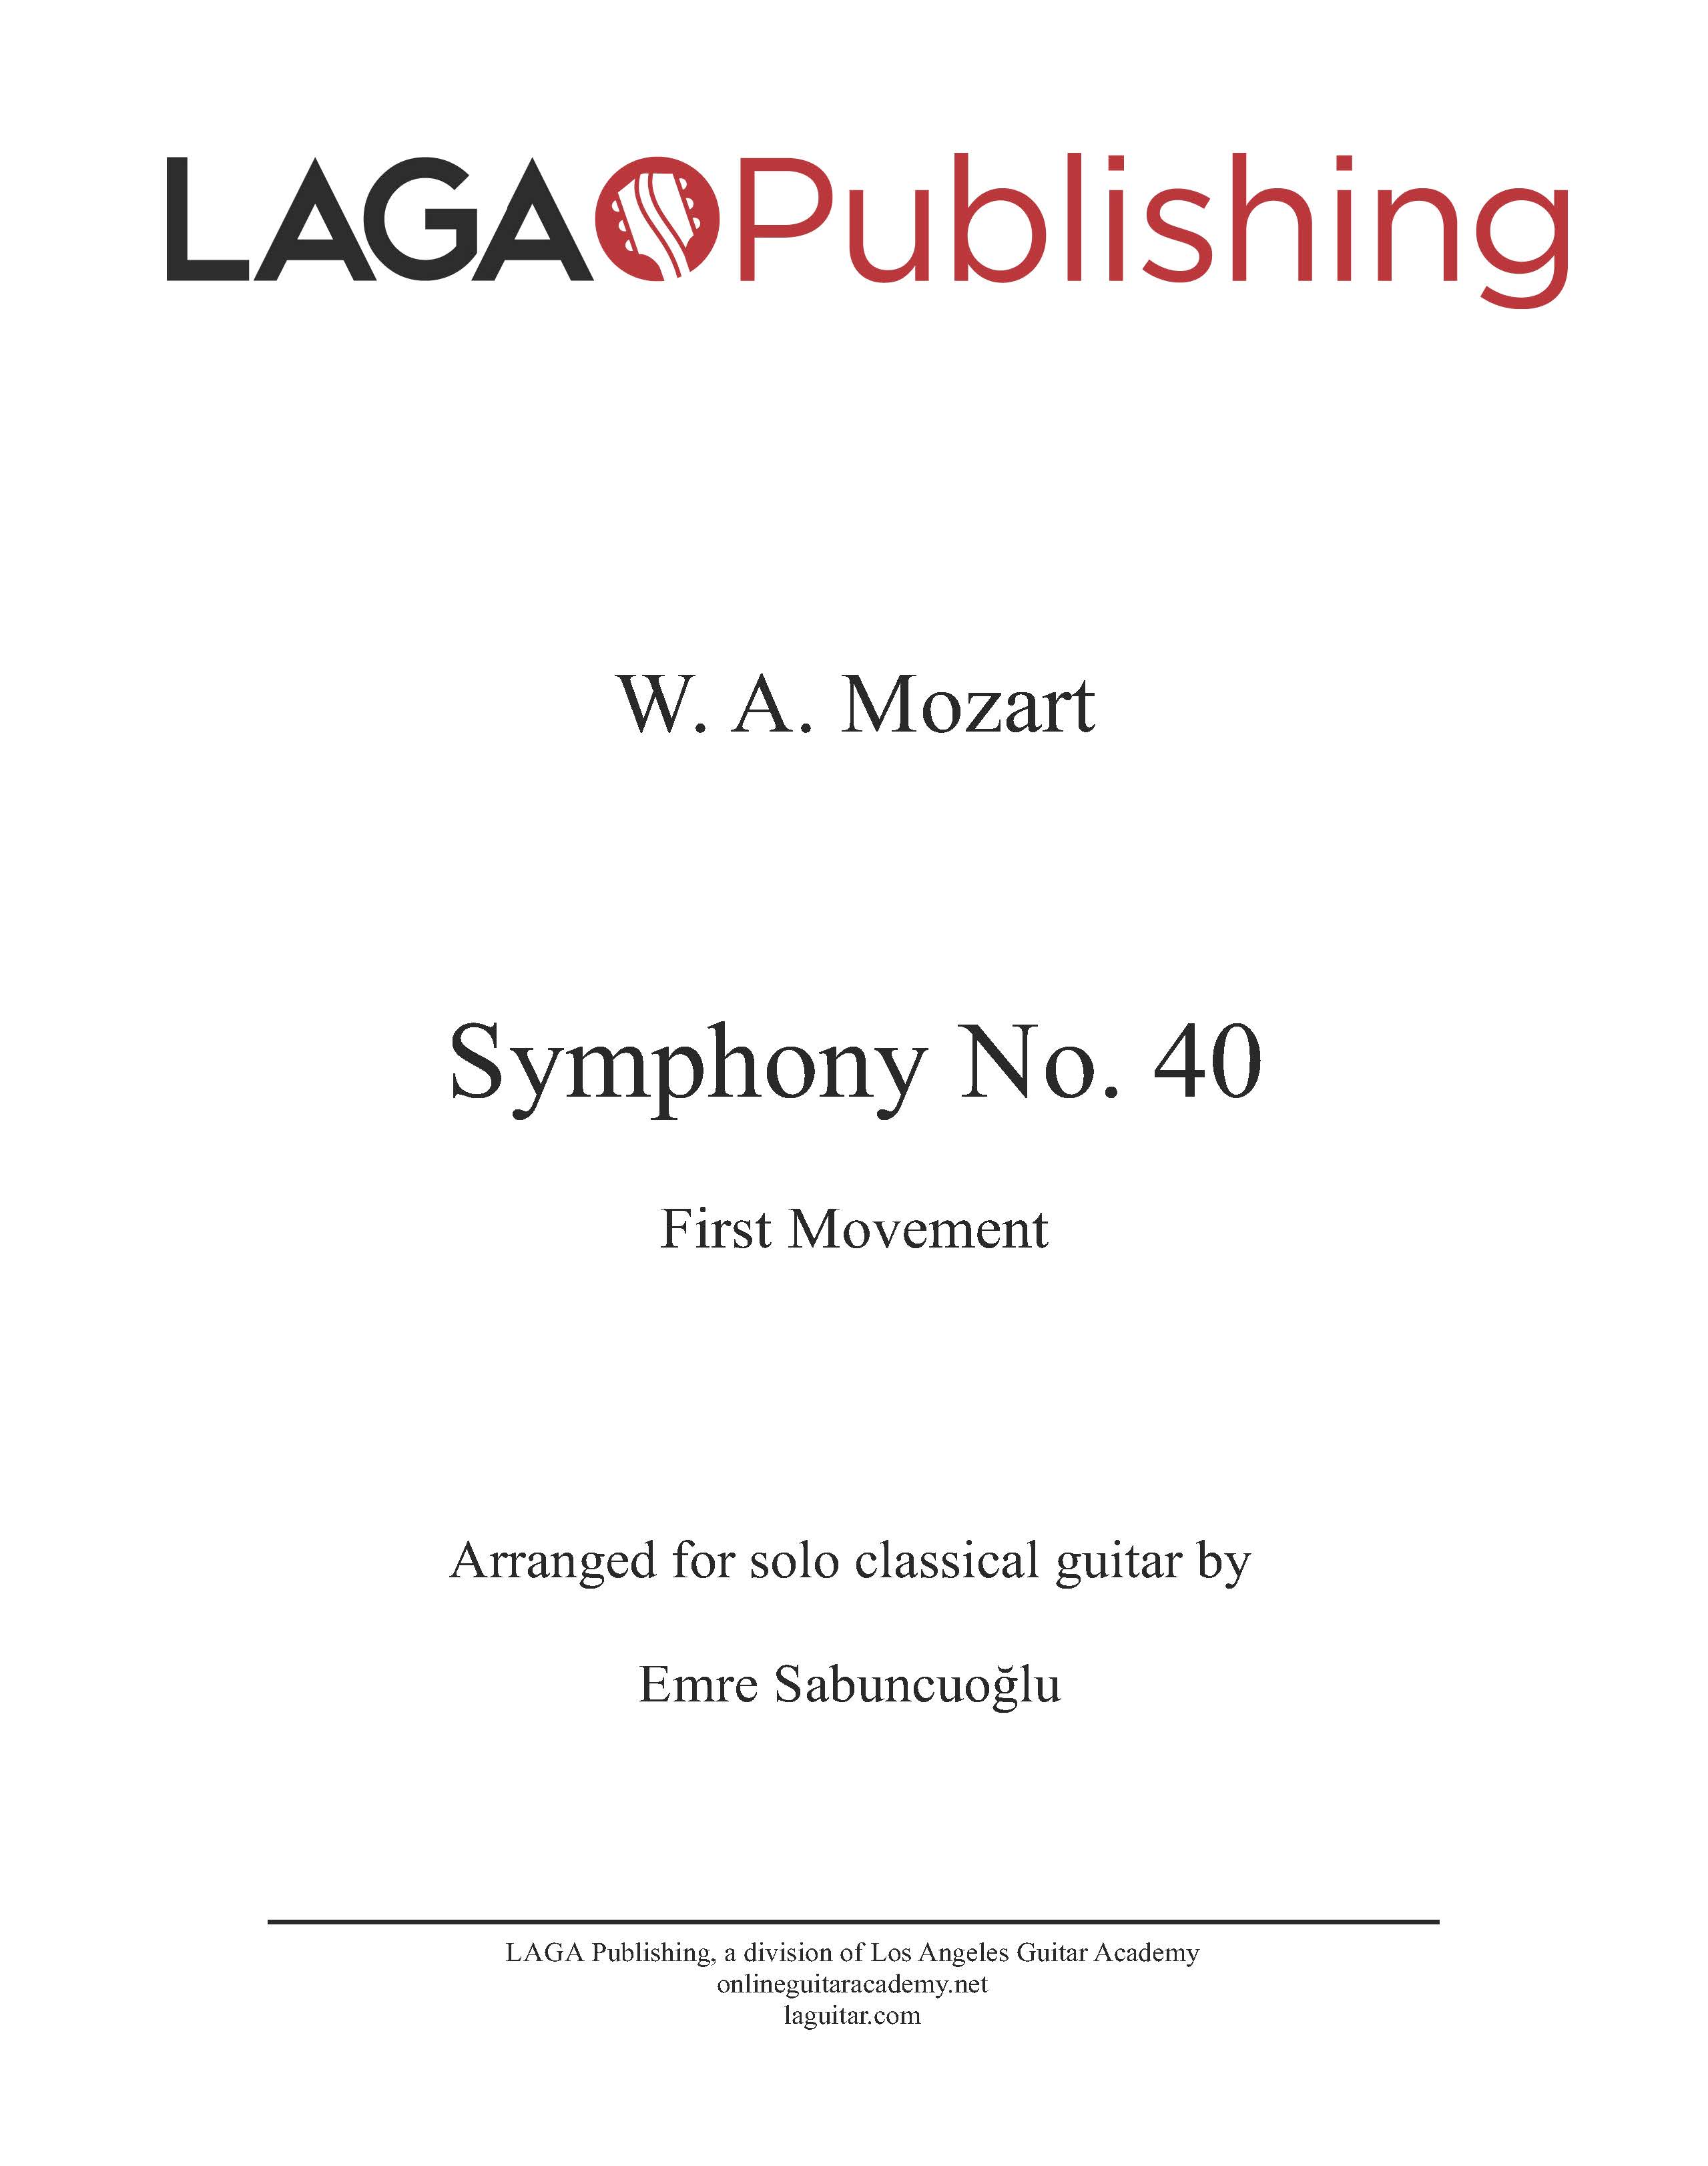 LAGA Publishing
W. A. Mozart
Symphony No. 40
First Movement
Arranged for solo classical guitar by
Emre Sabuncuoğlu
LAGA Publishing, a division of Los Angeles Guitar Academy
onlineguitaracademy.net
laguitar.com